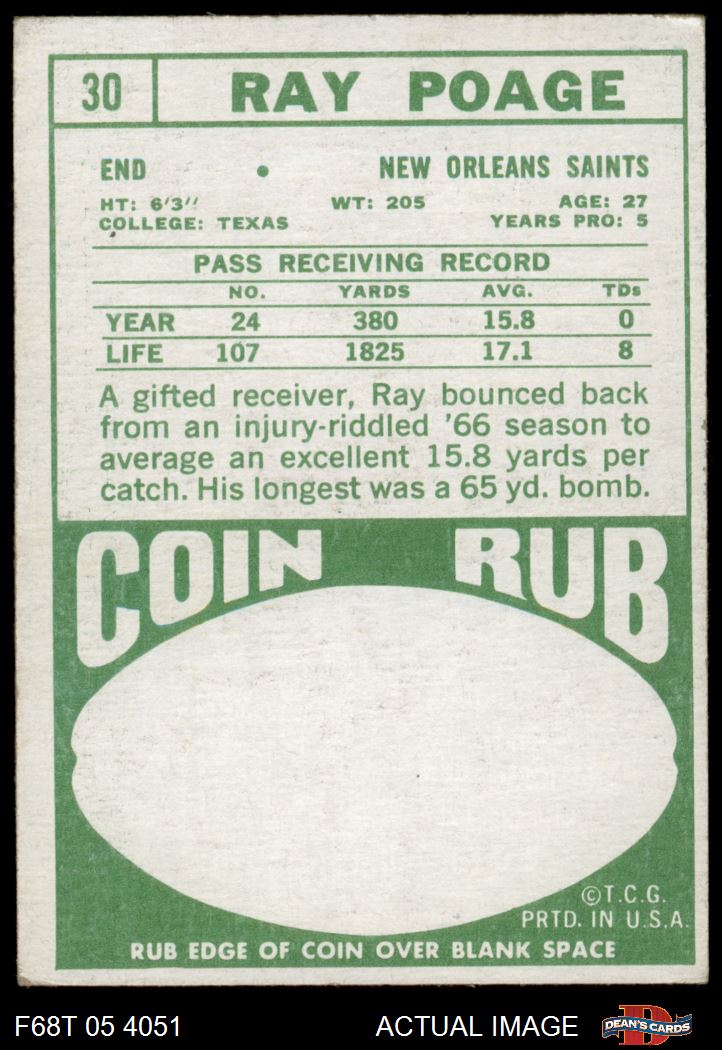 30 RAY POAGE
END • NEW ORLEANS SAINTS
HT: 6'3" WT: 205 AGE: 27
COLLEGE: TEXAS YEARS PRO: 5
PASS RECEIVING RECORD
NO. YARDS AVG. TDs
YEAR 24 380 15.8 0
LIFE 107 1825 17.1 8
A gifted receiver, Ray bounced back
from an injury-riddled '66 season to
average an excellent 15.8 yards per
catch. His longest was a 65 yd. bomb.
COIN RUB
©T.C.G.
PRTD. IN U.S.A.
RUB EDGE OF COIN OVER BLANK SPACE
F68T 05 4051 ACTUAL IMAGE D DEAN'S CARDS